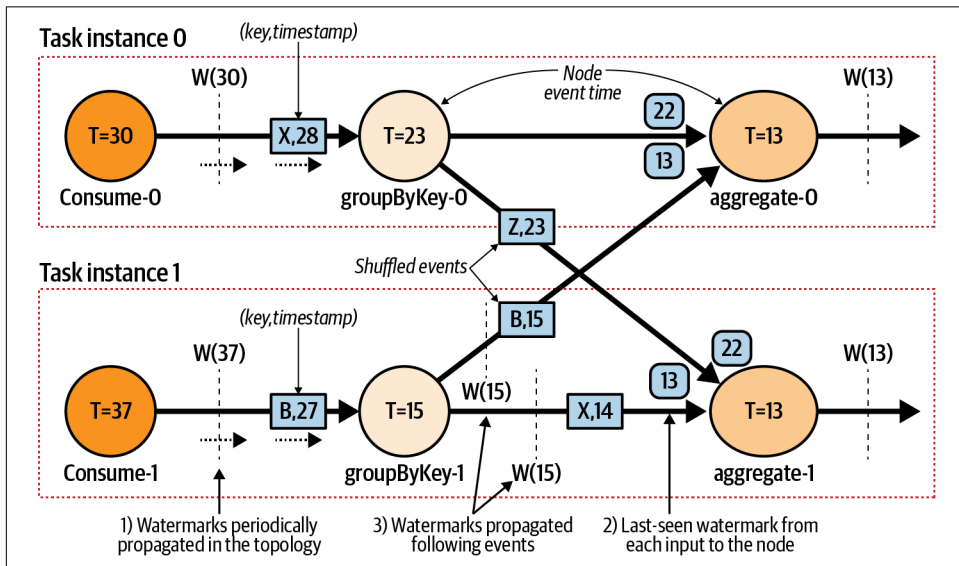 Task instance 0
(key,timestamp)
W(30)
Node
event time
W(13)
T=30
X,28
T=23
22
13
T=13
Consume-0
groupByKey-0
aggregate-0
Z,23
Shuffled events
Task instance 1
(key,timestamp)
B,15
W(37)
22
W(13)
W(15)
13
T=37
B,27
T=15
X,14
T=13
Consume-1
groupByKey-1
W(15)
aggregate-1
1) Watermarks periodically
propagated in the topology
3) Watermarks propagated
following events
2) Last-seen watermark from
each input to the node